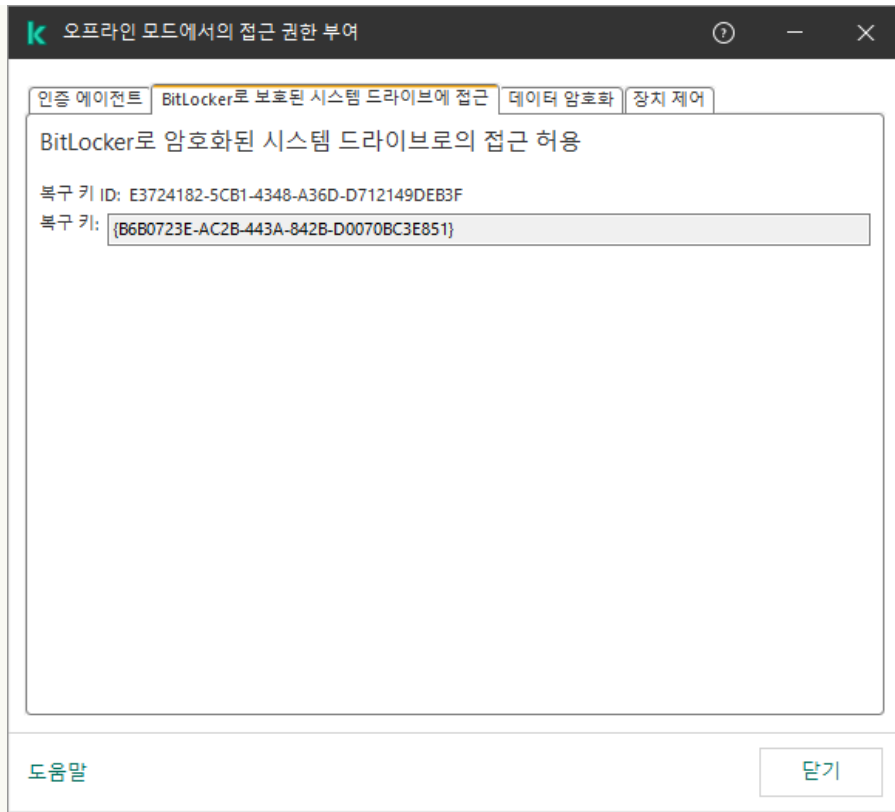 오프라인 모드에서의 접근 권한 부여
인증 에이전트 BitLocker로 보호된 시스템 드라이브에 접근 데이터 암호화 장치 제어
BitLocker로 암호화된 시스템 드라이브로의 접근 허용
복구 키 ID: E3724182-5CB1-4348-A36D-D712149DEB3F
복구 키: {B6B0723E-AC2B-443A-842B-D0070BC3E851}
도움말 닫기